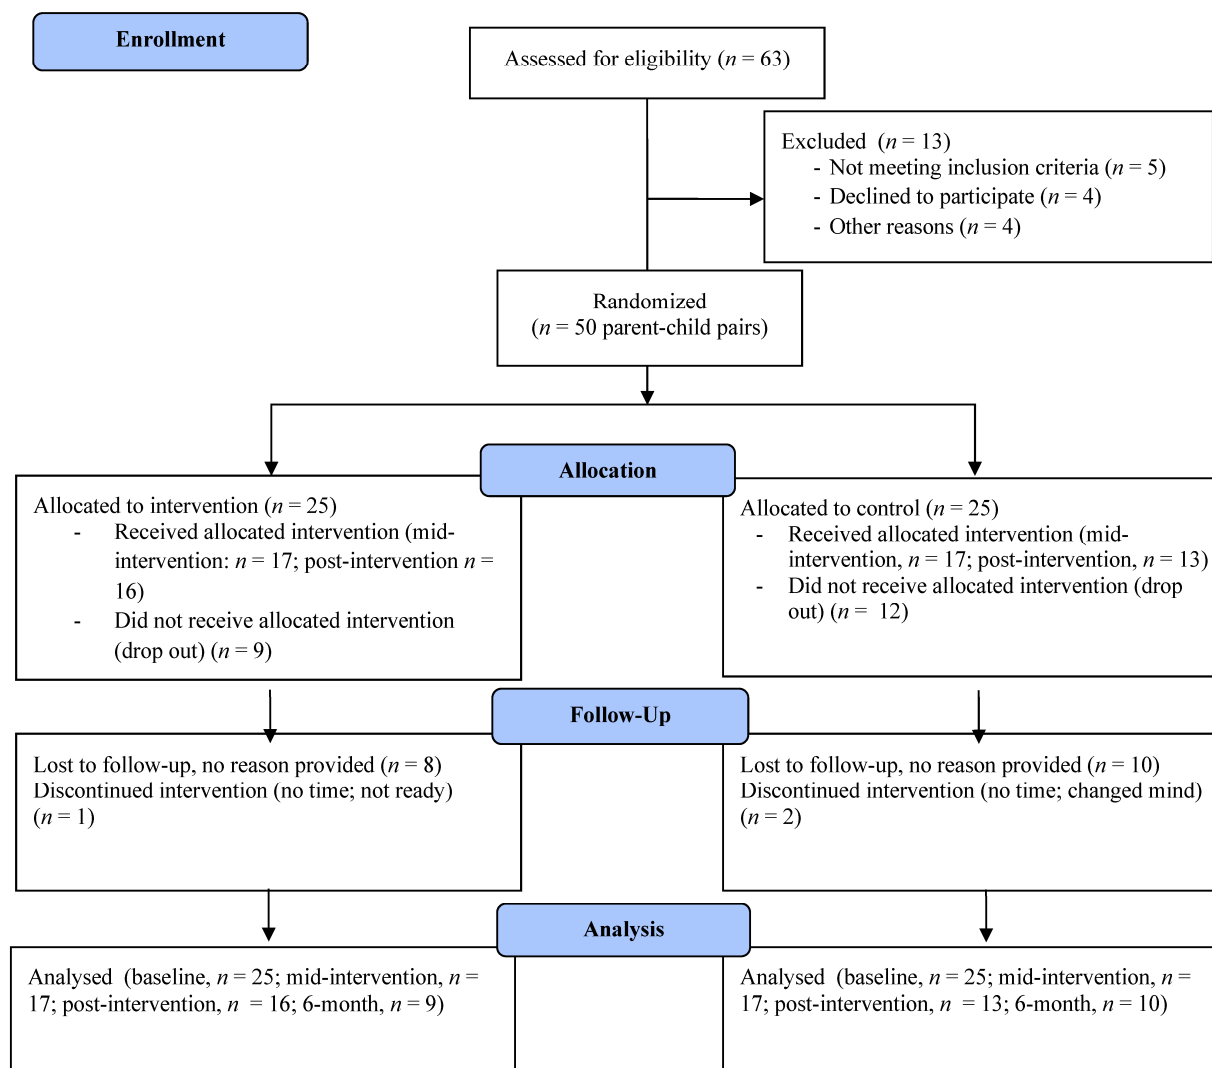 Enrollment
Assessed for eligibility (n = 63)
Excluded (n = 13)
- Not meeting inclusion criteria (n = 5)
- Declined to participate (n = 4)
- Other reasons (n = 4)
Randomized
(n = 50 parent-child pairs)
Allocation
Allocated to intervention (n = 25)
- Received allocated intervention (mid-
intervention: n = 17; post-intervention n =
16)
- Did not receive allocated intervention
(drop out) (n = 9)
Allocated to control (n = 25)
- Received allocated intervention (mid-
intervention, n = 17; post-intervention, n = 13)
- Did not receive allocated intervention (drop
out) (n = 12)
Follow-Up
Lost to follow-up, no reason provided (n = 8)
Discontinued intervention (no time; not ready)
(n = 1)
Lost to follow-up, no reason provided (n = 10)
Discontinued intervention (no time; changed mind)
(n = 2)
Analysis
Analysed (baseline, n = 25; mid-intervention, n =
17; post-intervention, n = 16; 6-month, n = 9)
Analysed (baseline, n = 25; mid-intervention, n =
17; post-intervention, n = 13; 6-month, n = 10)